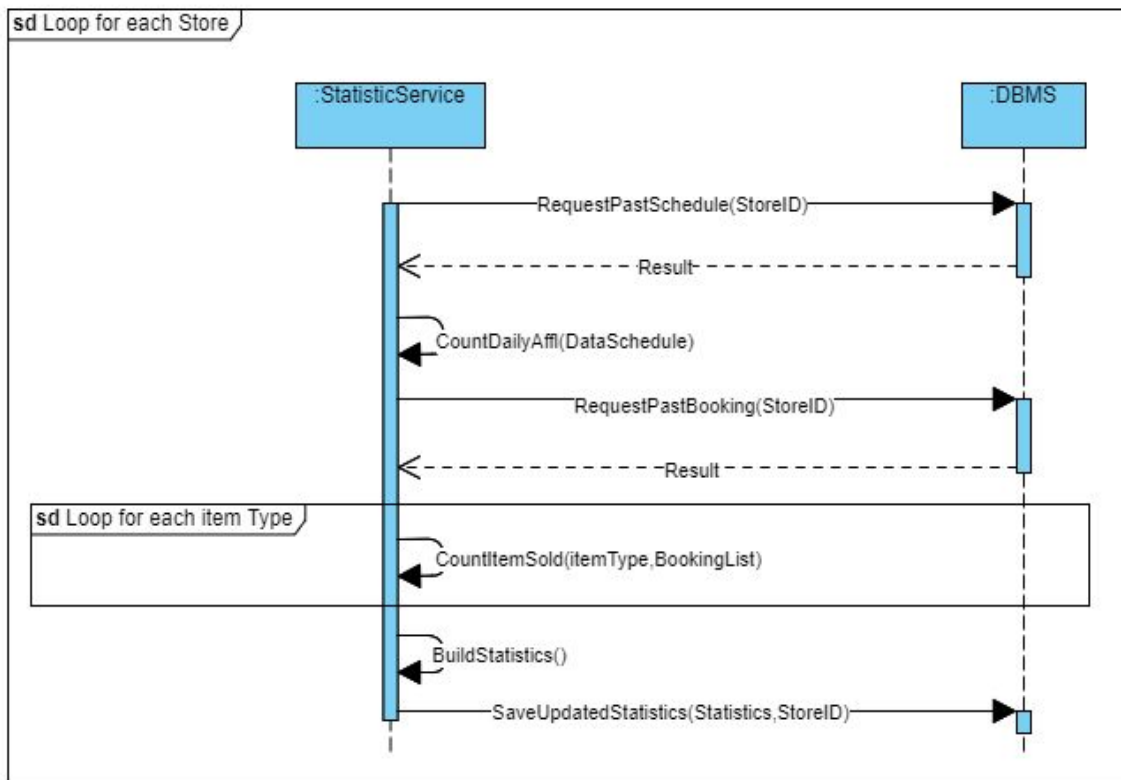 sd Loop for each Store
:StatisticService
:DBMS
RequestPastSchedule(StoreID)
Result
CountDailyAffl(DataSchedule)
RequestPastBooking(StoreID)
Result
sd Loop for each item Type
CountItemSold(itemType,BookingList)
BuildStatistics()
SaveUpdatedStatistics(Statistics,StoreID)